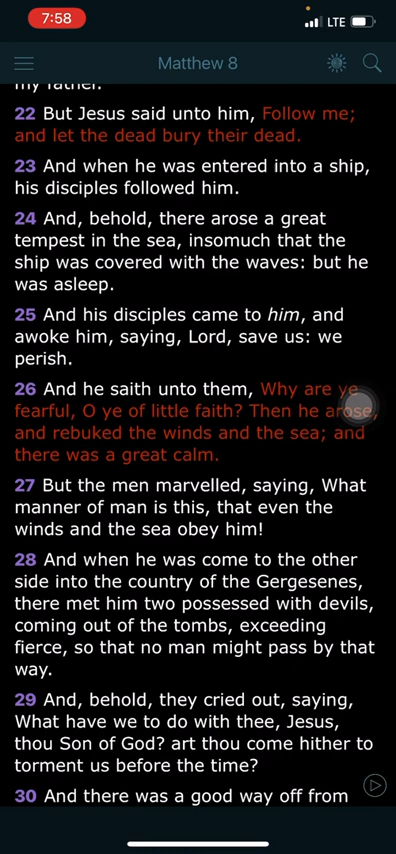 7:58
LTE
Matthew 8
my father.
22 But Jesus said unto him, Follow me;
and let the dead bury their dead.
23 And when he was entered into a ship,
his disciples followed him.
24 And, behold, there arose a great
tempest in the sea, insomuch that the
ship was covered with the waves: but he
was asleep.
25 And his disciples came to him, and
awoke him, saying, Lord, save us: we
perish.
26 And he saith unto them, Why are ye
fearful, O ye of little faith? Then he arose,
and rebuked the winds and the sea; and
there was a great calm.
27 But the men marvelled, saying, What
manner of man is this, that even the
winds and the sea obey him!
28 And when he was come to the other
side into the country of the Gergesenes,
there met him two possessed with devils,
coming out of the tombs, exceeding
fierce, so that no man might pass by that
way.
29 And, behold, they cried out, saying,
What have we to do with thee, Jesus,
thou Son of God? art thou come hither to
torment us before the time?
30 And there was a good way off from